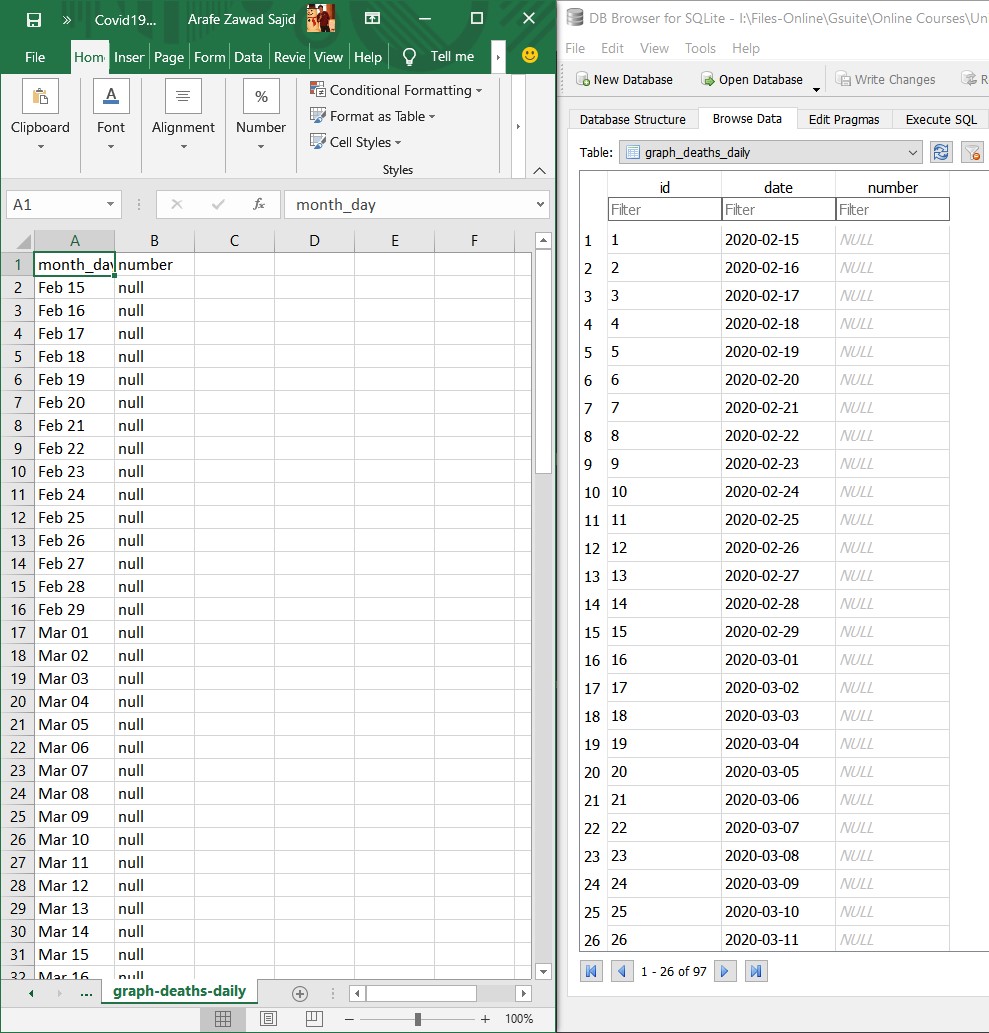 Covid19... Arafe Zawad Sajid
File Hom Inser Page Form Data Revie View Help Tell me
Clipboard Font Alignment % Number
Conditional Formatting
Format as Table
Cell Styles
Styles
A1 fx month_day
A B C D E F
1 month_day number
2 Feb 15 null
3 Feb 16 null
4 Feb 17 null
5 Feb 18 null
6 Feb 19 null
7 Feb 20 null
8 Feb 21 null
9 Feb 22 null
10 Feb 23 null
11 Feb 24 null
12 Feb 25 null
13 Feb 26 null
14 Feb 27 null
15 Feb 28 null
16 Feb 29 null
17 Mar 01 null
18 Mar 02 null
19 Mar 03 null
20 Mar 04 null
21 Mar 05 null
22 Mar 06 null
23 Mar 07 null
24 Mar 08 null
25 Mar 09 null
26 Mar 10 null
27 Mar 11 null
28 Mar 12 null
29 Mar 13 null
30 Mar 14 null
31 Mar 15 null
32 Mar 16 null
... graph-deaths-daily
100%
DB Browser for SQLite - I:\Files-Online\Gsuite\Online Courses\Un
File Edit View Tools Help
New Database Open Database Write Changes R
Database Structure Browse Data Edit Pragmas Execute SQL
Table: graph_deaths_daily
id date number
Filter Filter Filter
1 1 2020-02-15 NULL
2 2 2020-02-16 NULL
3 3 2020-02-17 NULL
4 4 2020-02-18 NULL
5 5 2020-02-19 NULL
6 6 2020-02-20 NULL
7 7 2020-02-21 NULL
8 8 2020-02-22 NULL
9 9 2020-02-23 NULL
10 10 2020-02-24 NULL
11 11 2020-02-25 NULL
12 12 2020-02-26 NULL
13 13 2020-02-27 NULL
14 14 2020-02-28 NULL
15 15 2020-02-29 NULL
16 16 2020-03-01 NULL
17 17 2020-03-02 NULL
18 18 2020-03-03 NULL
19 19 2020-03-04 NULL
20 20 2020-03-05 NULL
21 21 2020-03-06 NULL
22 22 2020-03-07 NULL
23 23 2020-03-08 NULL
24 24 2020-03-09 NULL
25 25 2020-03-10 NULL
26 26 2020-03-11 NULL
1 - 26 of 97